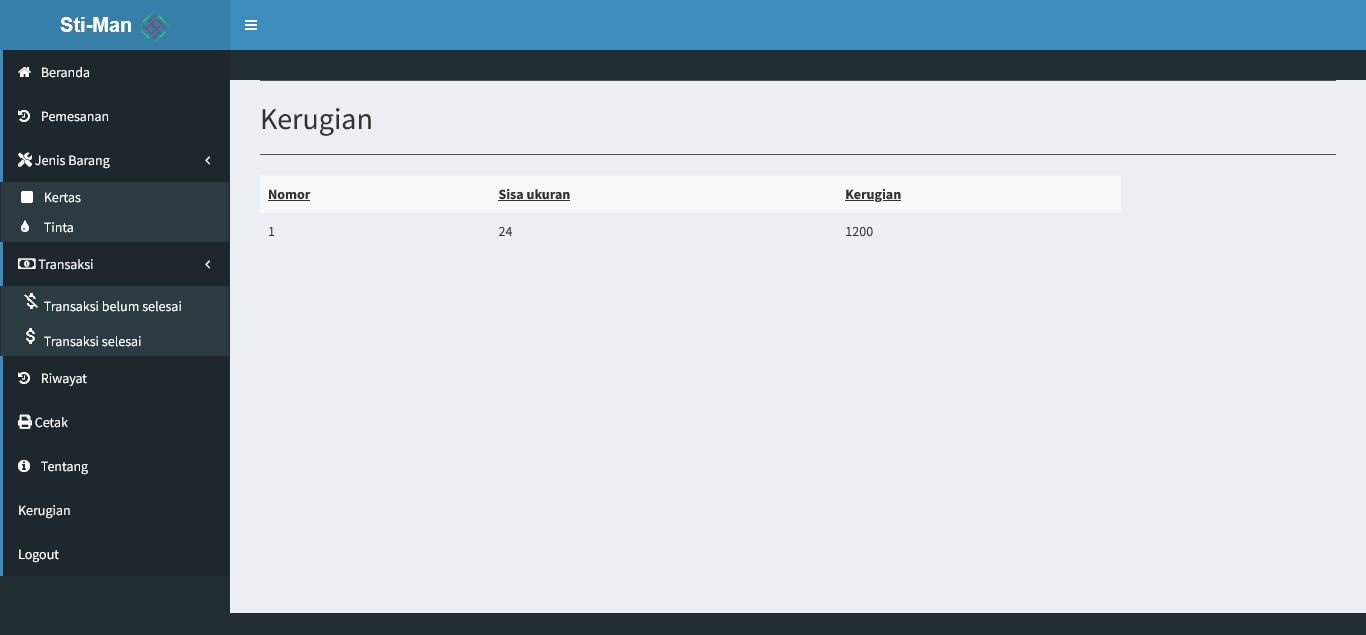 Sti-Man
Beranda
Pemesanan
Jenis Barang
Kertas
Tinta
Transaksi
Transaksi belum selesai
Transaksi selesai
Riwayat
Cetak
Tentang
Kerugian
Logout
Kerugian
Nomor Sisa ukuran Kerugian
1 24 1200